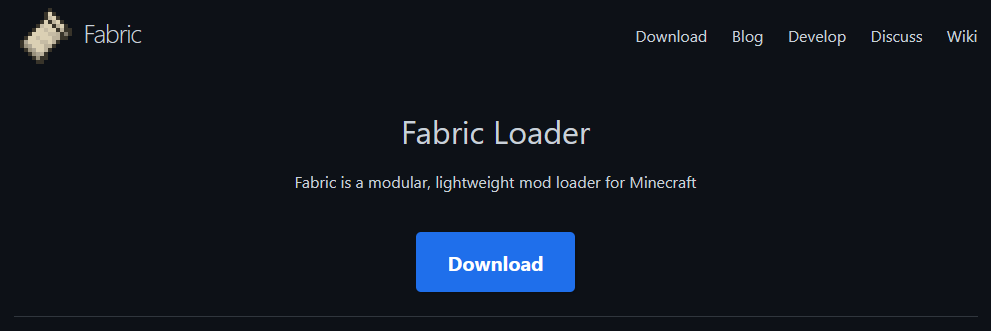 Fabric
Download Blog Develop Discuss Wiki
Fabric Loader
Fabric is a modular, lightweight mod loader for Minecraft
Download